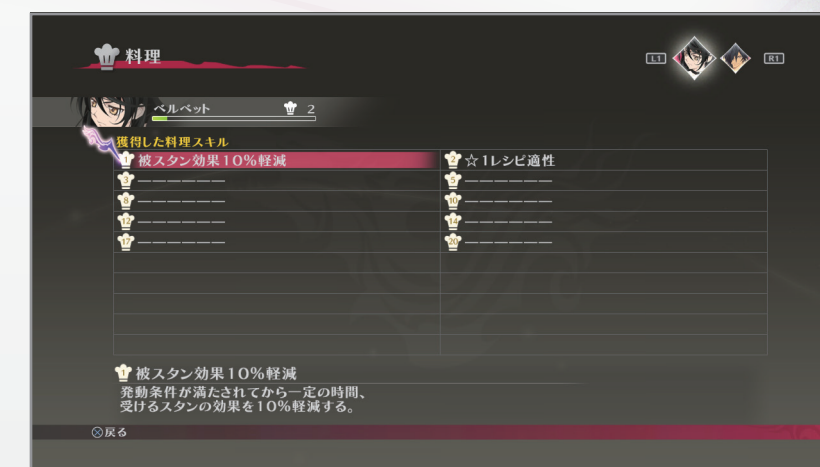 料理
L1 R1
ベルベット 2
獲得した料理スキル
1 被スタン効果10%軽減 2 ☆1レシピ適性
3 —————— 5 ——————
8 —————— 10 ——————
12 —————— 14 ——————
17 —————— 20 ——————
1 被スタン効果10%軽減
発動条件が満たされてから一定の時間、
受けるスタンの効果を10%軽減する。
⊗戻る